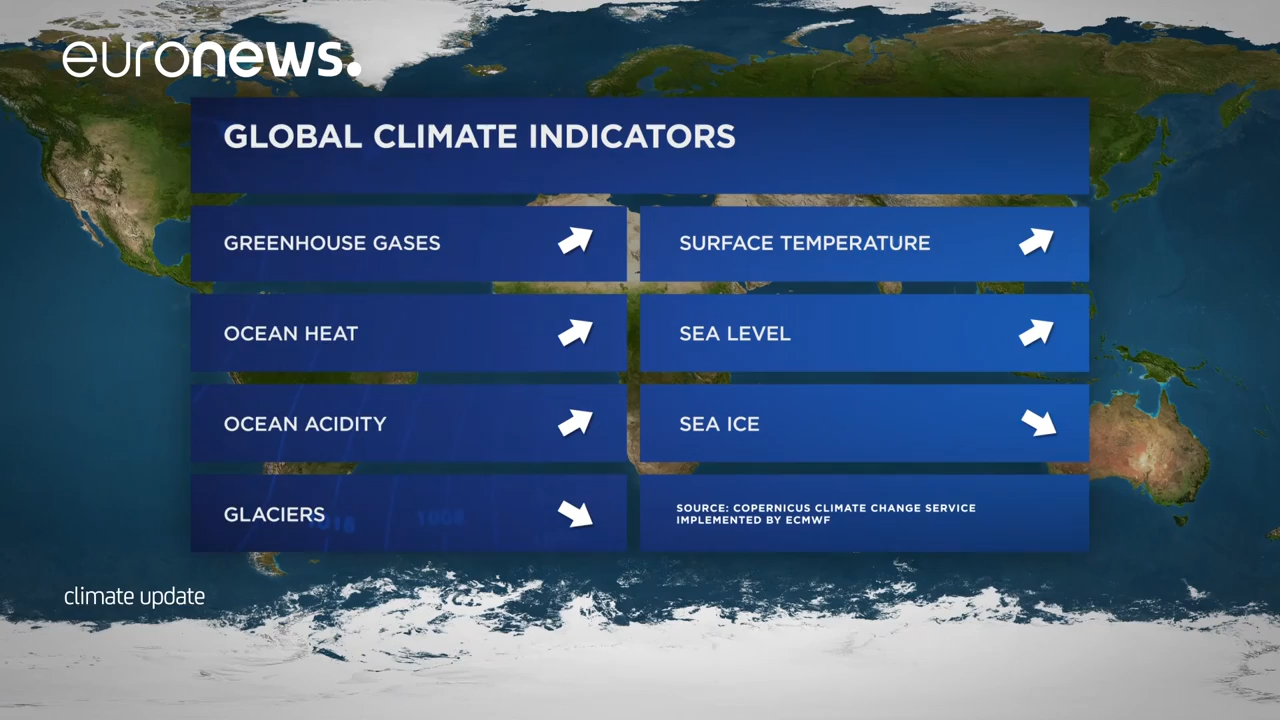 euronews.
GLOBAL CLIMATE INDICATORS
GREENHOUSE GASES
SURFACE TEMPERATURE
OCEAN HEAT
SEA LEVEL
OCEAN ACIDITY
SEA ICE
GLACIERS
SOURCE: COPERNICUS CLIMATE CHANGE SERVICE
IMPLEMENTED BY ECMWF
climate update